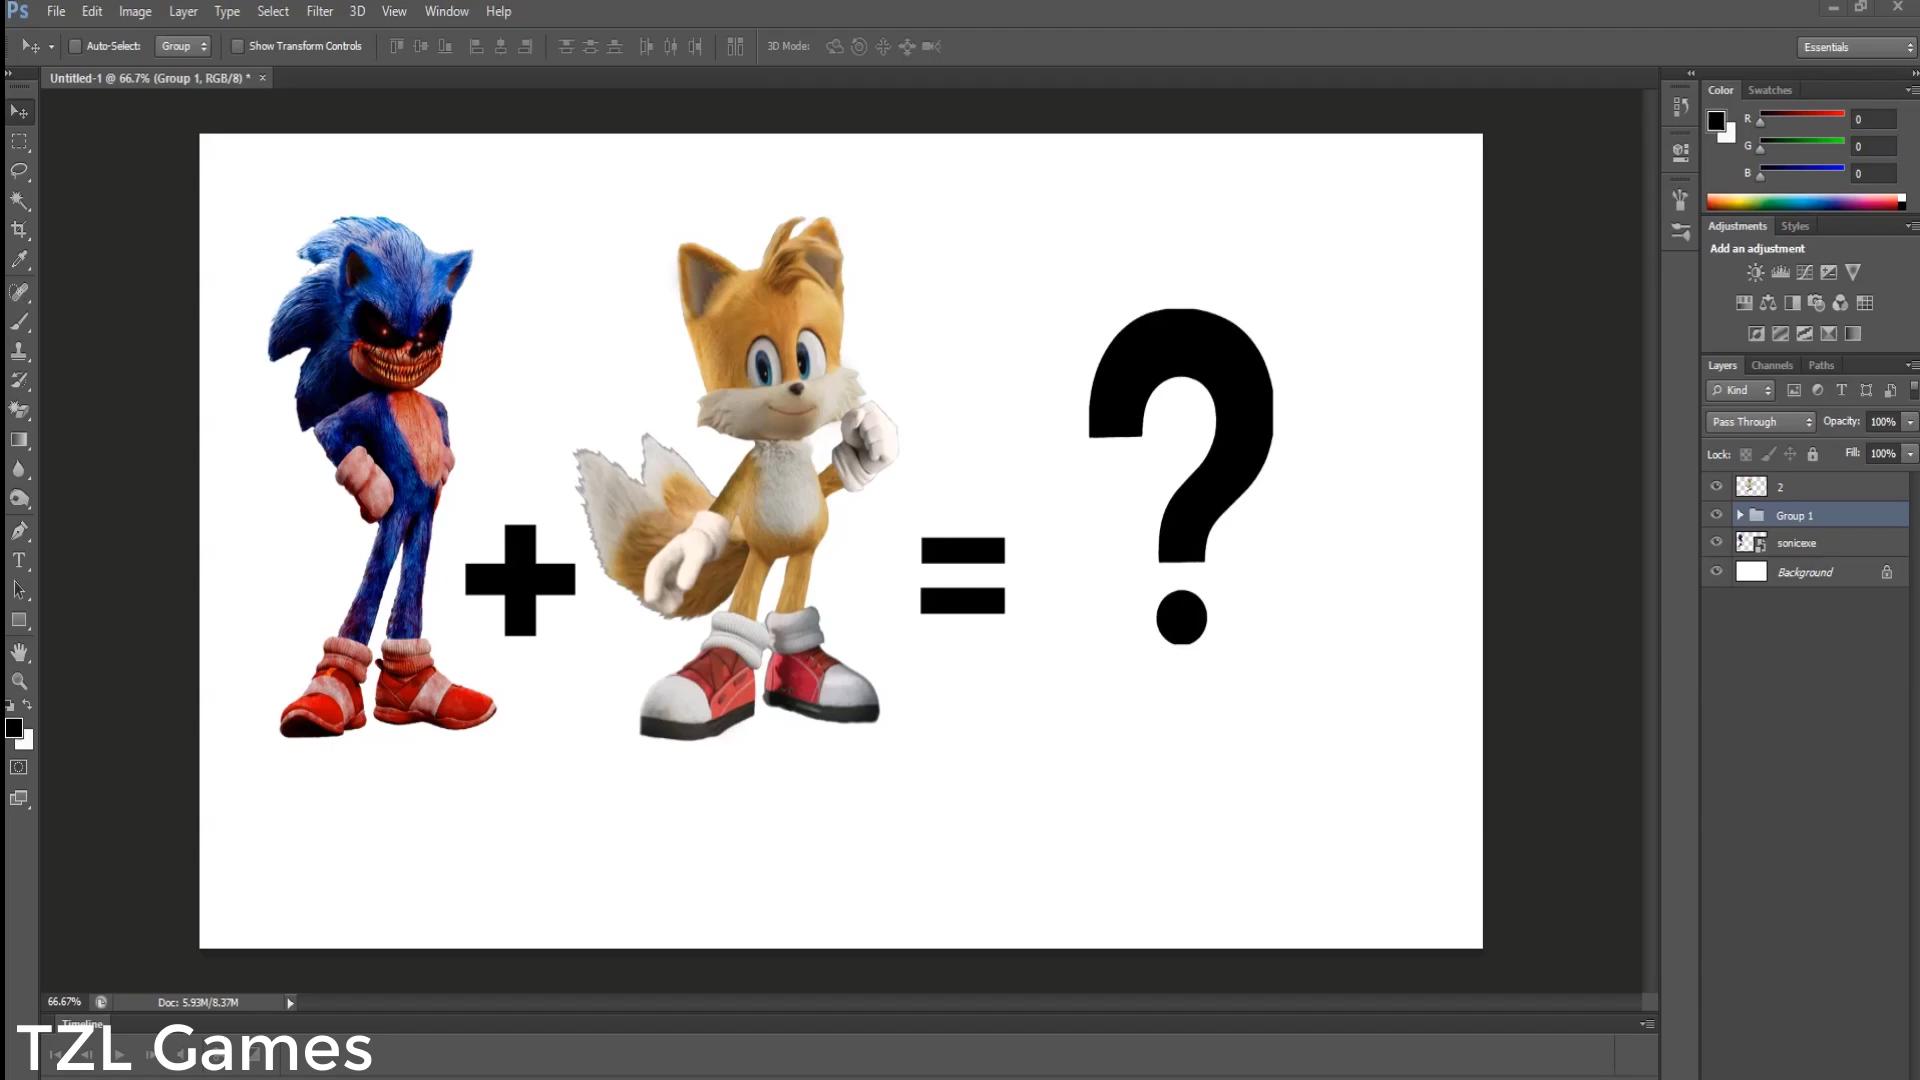 Ps File Edit Image Layer Type Select Filter 3D View Window Help
Auto-Select: Group Show Transform Controls 3D Mode: Essentials
Untitled-1 @ 66.7% (Group 1, RGB/8) * ×
Color Swatches
R 0
G 0
B 0
Adjustments Styles
Add an adjustment
Layers Channels Paths
Kind
Pass Through Opacity: 100%
Lock: Fill: 100%
2
Group 1
sonicexe
Background
+ = ?
66.67% Doc: 5.93M/8.37M
Timeline
TZL Games